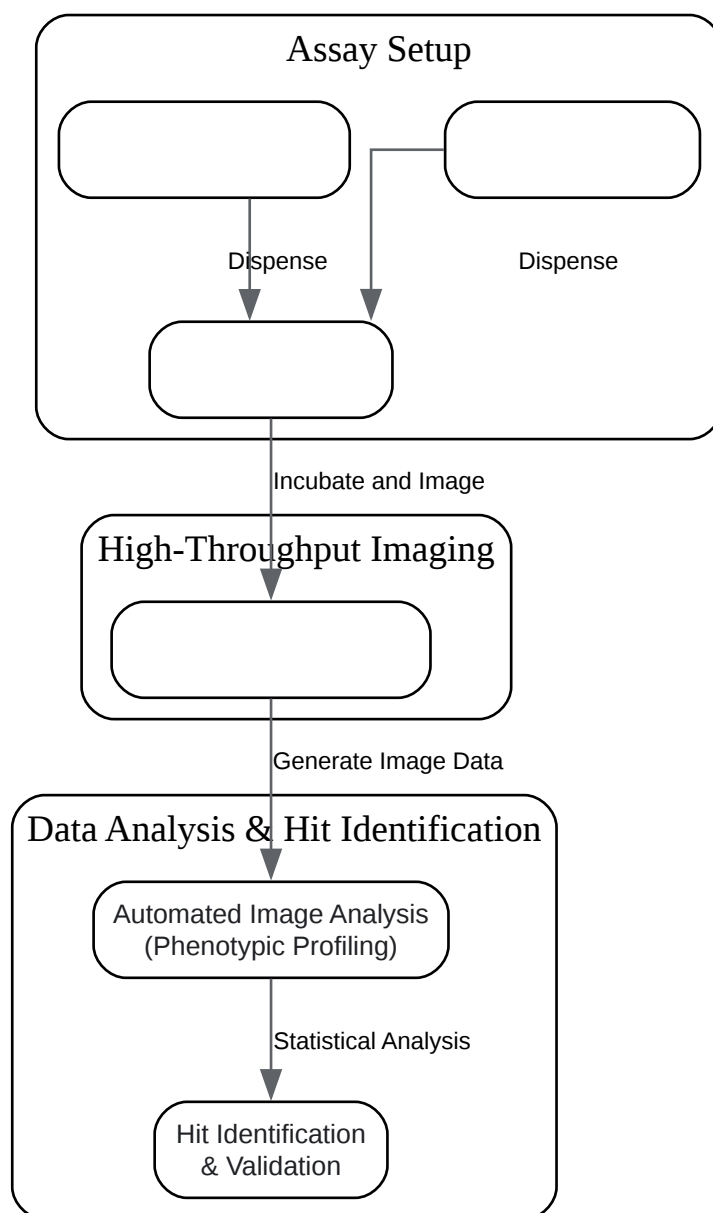 Assay Setup
Dispense
Dispense
Incubate and Image
High-Throughput Imaging
Generate Image Data
Data Analysis & Hit Identification
Automated Image Analysis
(Phenotypic Profiling)
Statistical Analysis
Hit Identification
& Validation